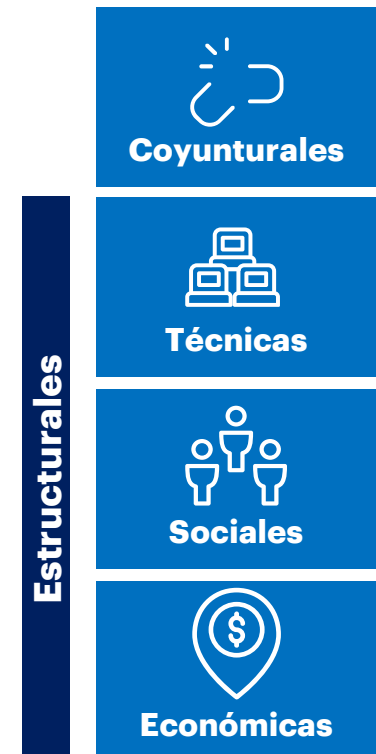 Coyunturales
Estructurales
Técnicas
Sociales
$
Económicas